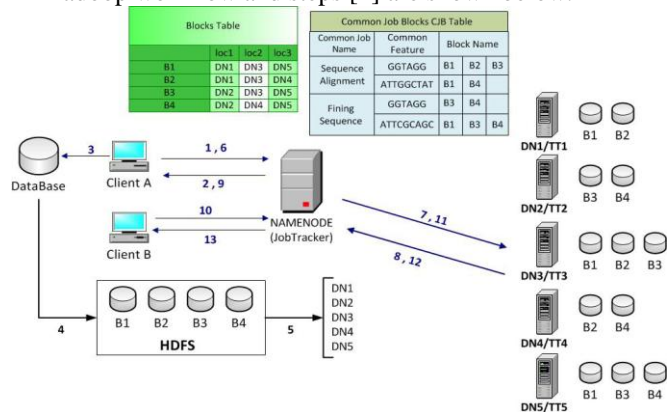 Blocks Table
loc1 loc2 loc3
B1 DN1 DN3 DN5
B2 DN1 DN3 DN4
B3 DN2 DN3 DN5
B4 DN2 DN4 DN5
Common Job Blocks CJB Table
Common Job Name Common Feature Block Name
Sequence Alignment GGTAGG B1 B2 B3
ATTGGCTAT B1 B4
Fining Sequence GGTAGG B3 B4
ATTCGCAGC B1 B3 B4
DataBase
3
Client A
1 , 6
2 , 9
Client B
10
13
NAMENODE
(JobTracker)
7 , 11
8 , 12
4
B1 B2 B3 B4
HDFS
5
DN1
DN2
DN3
DN4
DN5
B1 B2
DN1/TT1
B3 B4
DN2/TT2
B1 B2 B3
DN3/TT3
B2 B4
DN4/TT4
B1 B3 B4
DN5/TT5